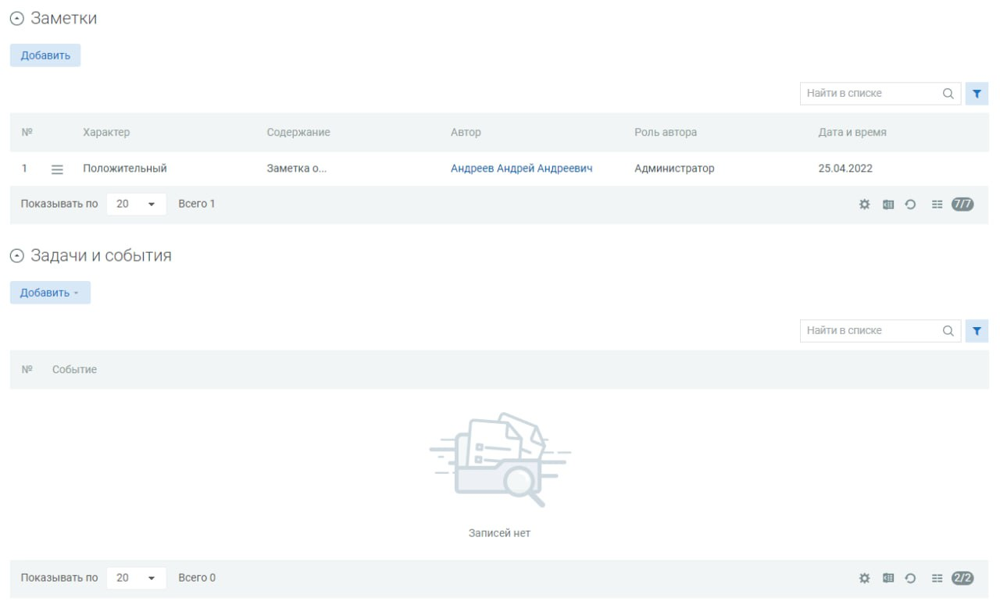 Заметки
Добавить
Найти в списке
№ Характер Содержание Автор Роль автора Дата и время
1 Положительный Заметка о... Андреев Андрей Андреевич Администратор 25.04.2022
Показывать по 20 Всего 1 7/7
Задачи и события
Добавить
Найти в списке
№ Событие
Записей нет
Показывать по 20 Всего 0 2/2